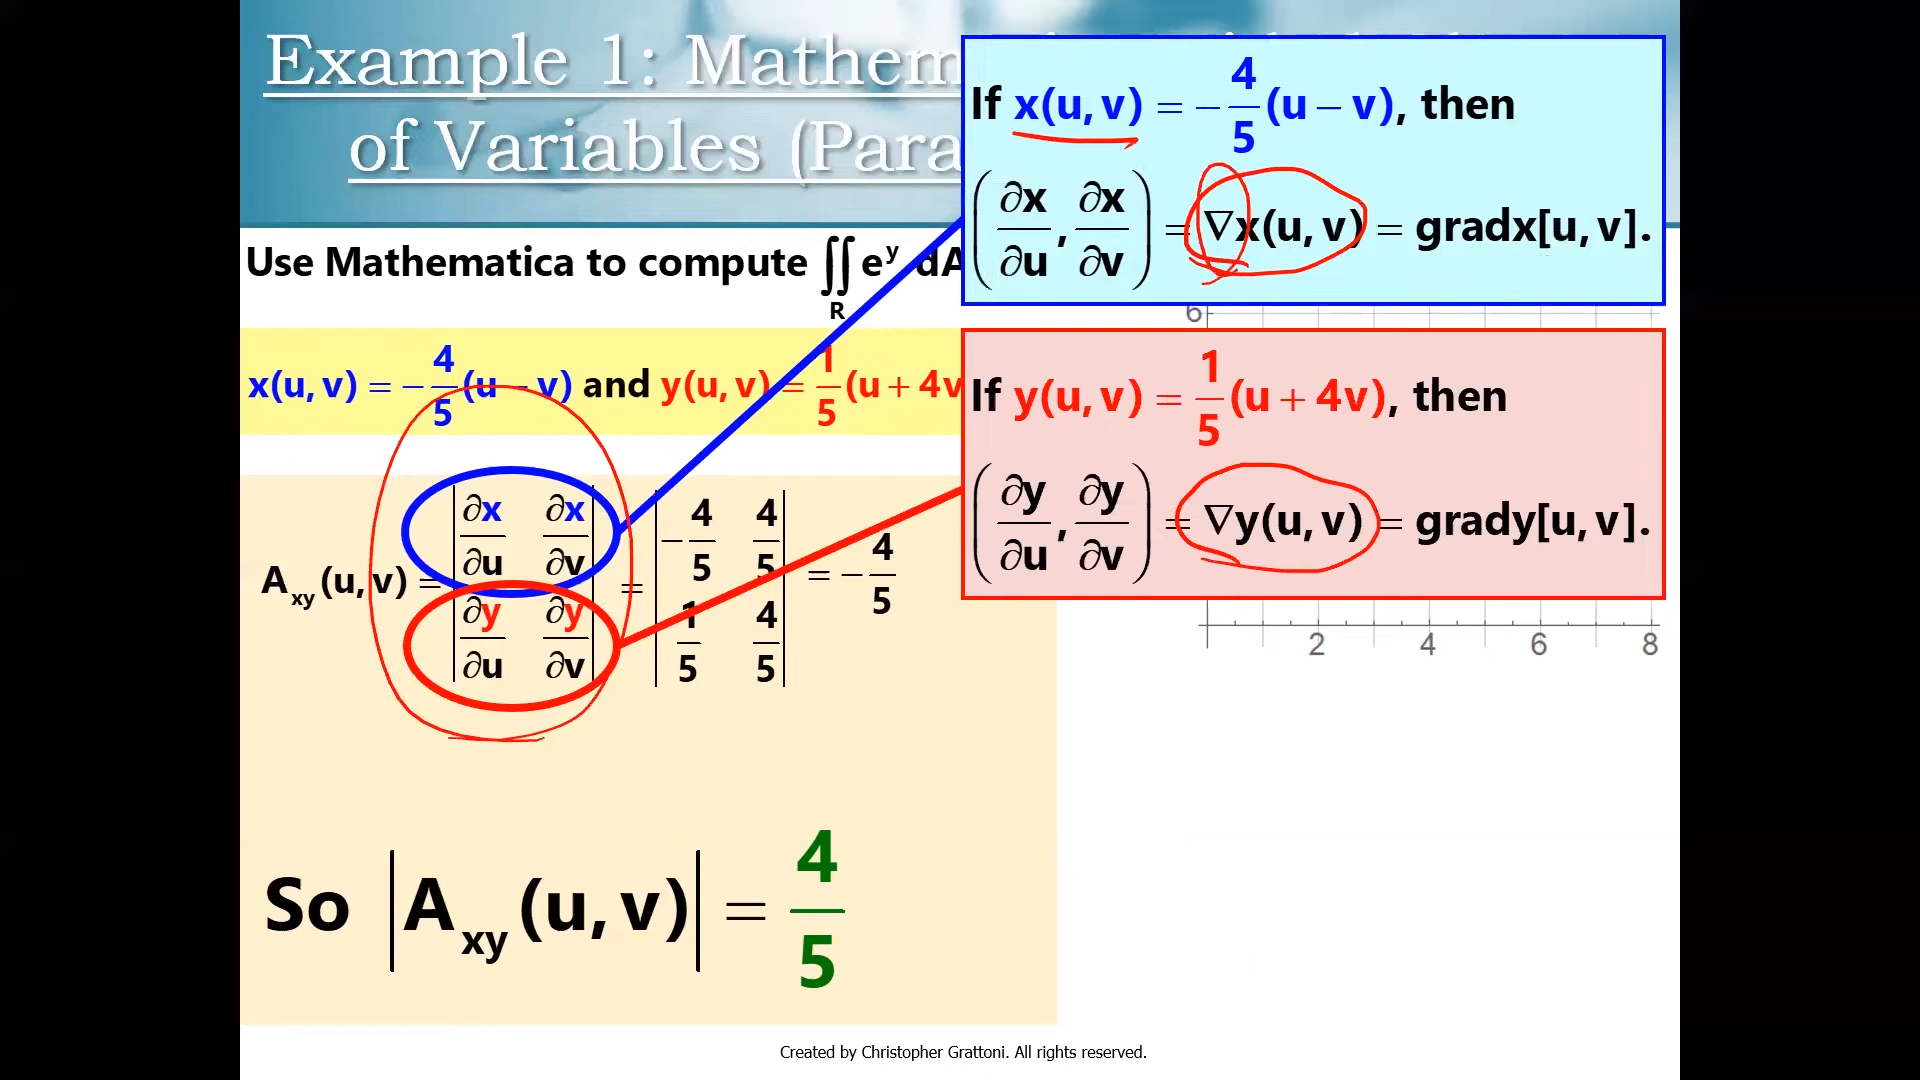 Example 1: Mathem
of Variables (Para
If x(u, v) = −4/5(u − v), then
(∂x/∂u, ∂x/∂v) = ∇x(u, v) = gradx[u, v].
Use Mathematica to compute ∬_R e^y dA
x(u, v) = −4/5(u − v) and y(u, v) = 1/5(u + 4v
6
If y(u, v) = 1/5(u + 4v), then
(∂y/∂u, ∂y/∂v) = ∇y(u, v) = grady[u, v].
A_xy(u, v) = |∂x/∂u ∂x/∂v ∂y/∂u ∂y/∂v| = |−4/5 4/5 1/5 4/5| = −4/5
2 4 6 8
So |A_xy(u, v)| = 4/5
Created by Christopher Grattoni. All rights reserved.